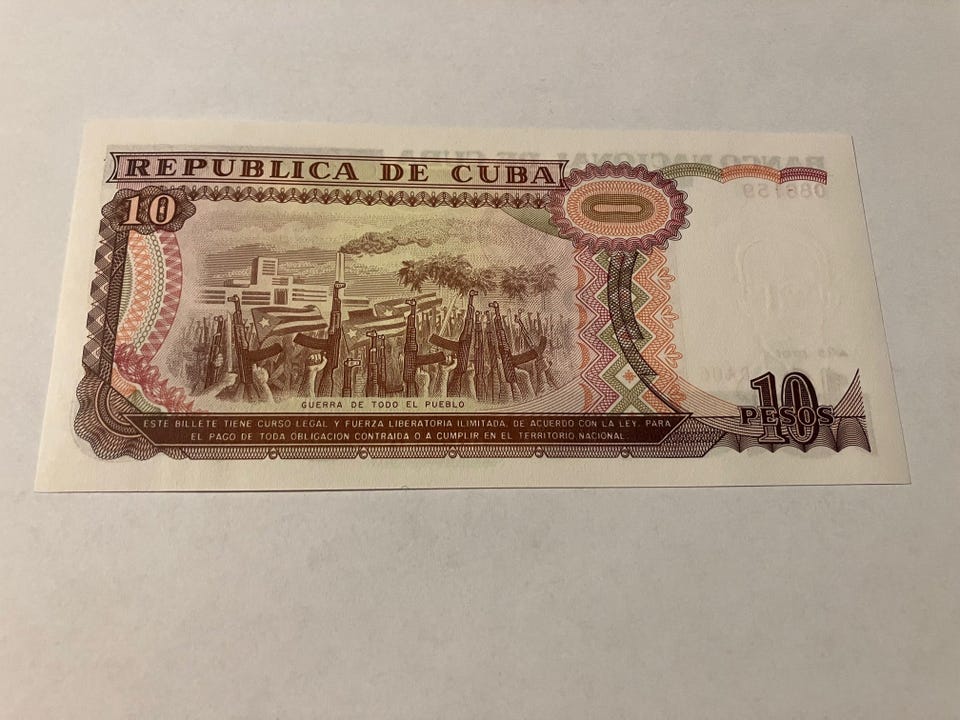 REPUBLICA DE CUBA
10
GUERRA DE TODO EL PUEBLO
ESTE BILLETE TIENE CURSO LEGAL Y FUERZA LIBERATORIA ILIMITADA, DE ACUERDO CON LA LEY, PARA
EL PAGO DE TODA OBLIGACION CONTRAIDA O A CUMPLIR EN EL TERRITORIO NACIONAL.
10
PESOS